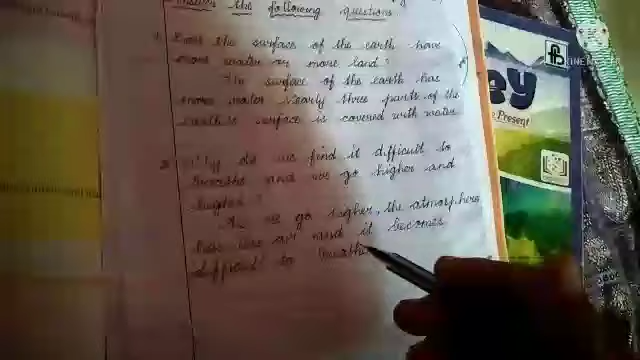 Answer the following questions
1. Does the surface of the earth have
more water or more land?
The surface of the earth has
more water. Nearly three parts of the
earth's surface is covered with water.
2. Why do we find it difficult to
breathe and we go higher and
higher?
As we go higher, the atmosphere
has less air and it becomes
difficult to breathe
ey
e Present